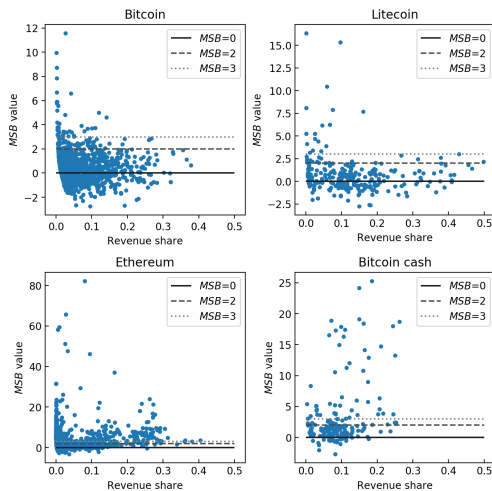 Bitcoin
MSB value
12
10
8
6
4
2
0
−2
0.0 0.1 0.2 0.3 0.4 0.5
Revenue share
MSB=0
MSB=2
MSB=3
Litecoin
MSB value
15.0
12.5
10.0
7.5
5.0
2.5
0.0
−2.5
0.0 0.1 0.2 0.3 0.4 0.5
Revenue share
MSB=0
MSB=2
MSB=3
Ethereum
MSB value
80
60
40
20
0
0.0 0.1 0.2 0.3 0.4 0.5
Revenue share
MSB=0
MSB=2
MSB=3
Bitcoin cash
MSB value
25
20
15
10
5
0
0.0 0.1 0.2 0.3 0.4 0.5
Revenue share
MSB=0
MSB=2
MSB=3